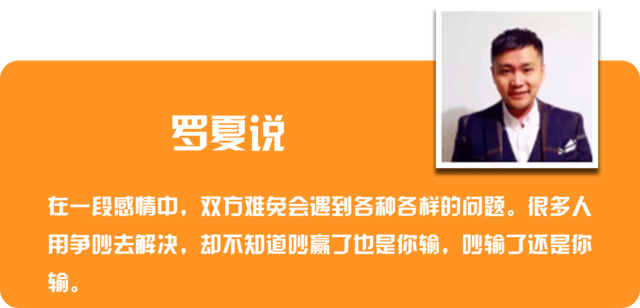 罗夏说
在一段感情中，双方难免会遇到各种各样的问题。很多人
用争吵去解决，却不知道吵赢了也是你输，吵输了还是你
输。